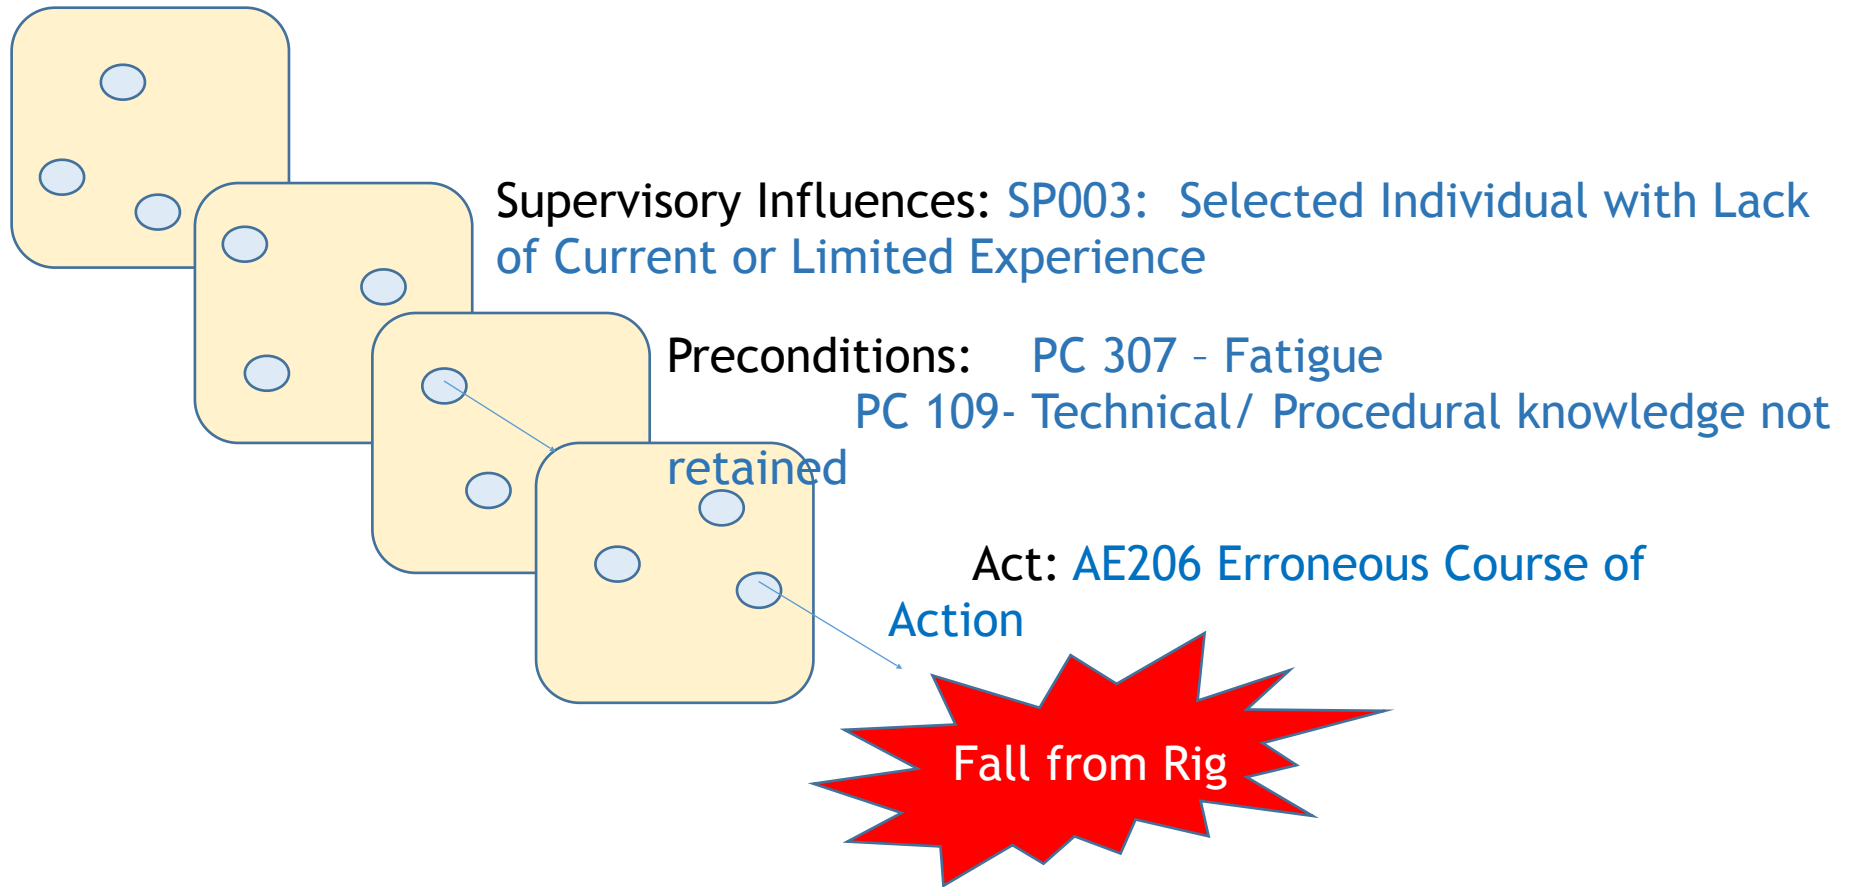 Supervisory Influences: SP003:  Selected Individual with Lack
of Current or Limited Experience
Preconditions: PC 307 – Fatigue
PC 109- Technical/ Procedural knowledge not
retained
Act: AE206 Erroneous Course of
Action
Fall from Rig